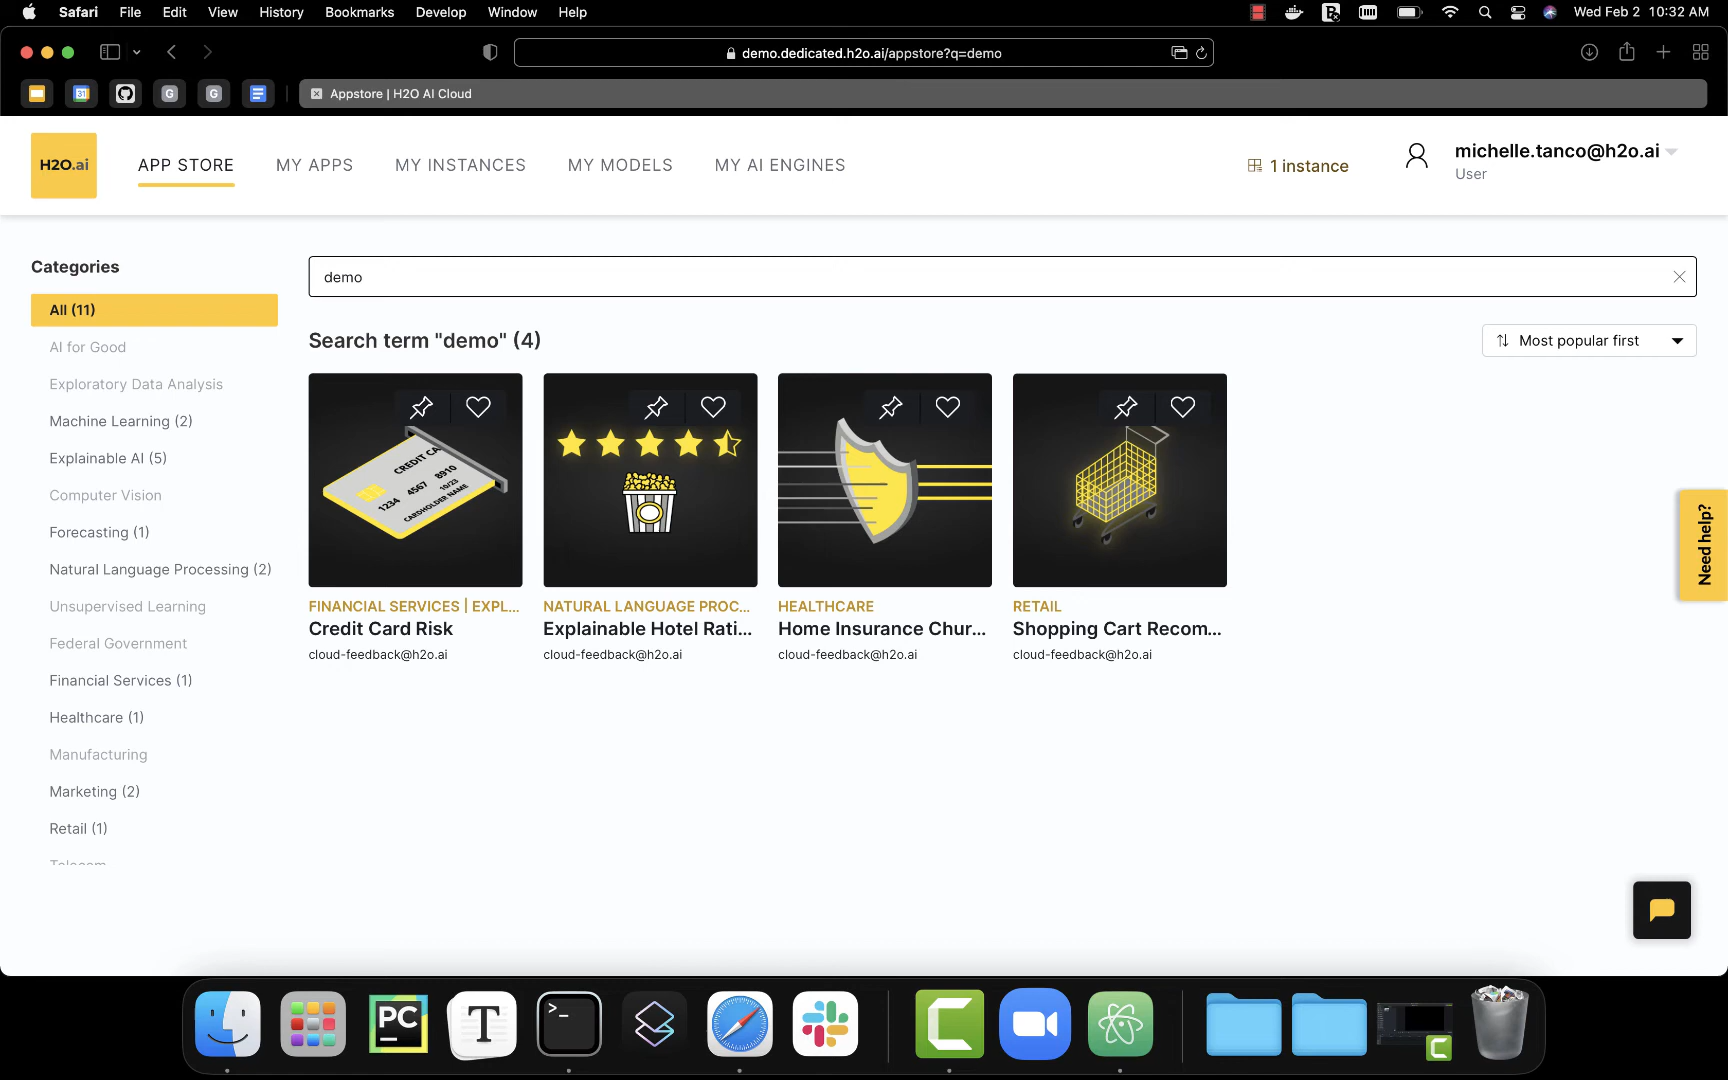 Safari File Edit View History Bookmarks Develop Window Help
Wed Feb 2 10:32 AM
demo.dedicated.h2o.ai/appstore?q=demo
31
G
G
Appstore | H2O AI Cloud
H2O.ai
APP STORE
MY APPS
MY INSTANCES
MY MODELS
MY AI ENGINES
1 instance
michelle.tanco@h2o.ai
User
Categories
All (11)
AI for Good
Exploratory Data Analysis
Machine Learning (2)
Explainable AI (5)
Computer Vision
Forecasting (1)
Natural Language Processing (2)
Unsupervised Learning
Federal Government
Financial Services (1)
Healthcare (1)
Manufacturing
Marketing (2)
Retail (1)
Telecom
demo
Search term "demo" (4)
Most popular first
CREDIT CA
1234 4567 8910
10/23
CARDHOLDER NAME
FINANCIAL SERVICES | EXPL...
Credit Card Risk
cloud-feedback@h2o.ai
NATURAL LANGUAGE PROC...
Explainable Hotel Rati...
cloud-feedback@h2o.ai
HEALTHCARE
Home Insurance Chur...
cloud-feedback@h2o.ai
RETAIL
Shopping Cart Recom...
cloud-feedback@h2o.ai
Need help?
PC
T
>_